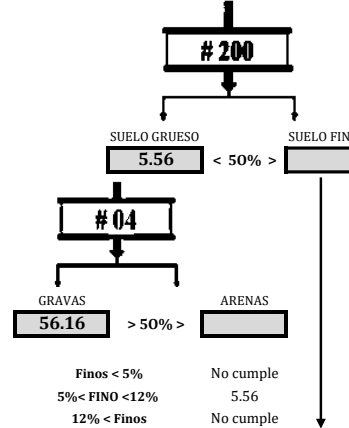 # 200
SUELO GRUESO SUELO FIN
5.56 < 50% >
# 04
GRAVAS ARENAS
56.16 > 50% >
Finos < 5% No cumple
5%< FINO <12% 5.56
12% < Finos No cumple